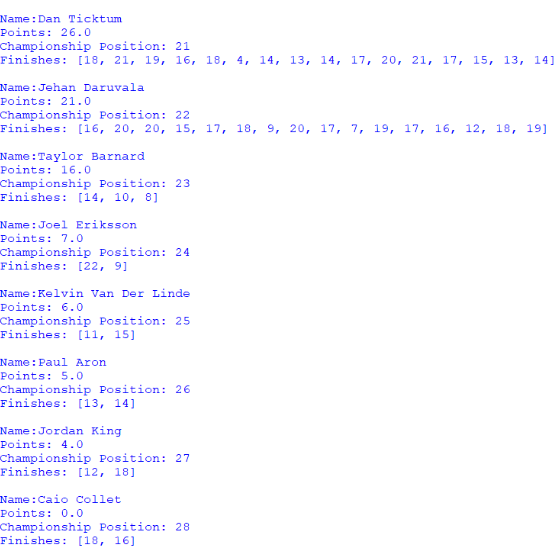 Name:Dan Ticktum
Points: 26.0
Championship Position: 21
Finishes: [18, 21, 19, 16, 18, 4, 14, 13, 14, 17, 20, 21, 17, 15, 13, 14]
Name:Jehan Daruvala
Points: 21.0
Championship Position: 22
Finishes: [16, 20, 20, 15, 17, 18, 9, 20, 17, 7, 19, 17, 16, 12, 18, 19]
Name:Taylor Barnard
Points: 16.0
Championship Position: 23
Finishes: [14, 10, 8]
Name:Joel Eriksson
Points: 7.0
Championship Position: 24
Finishes: [22, 9]
Name:Kelvin Van Der Linde
Points: 6.0
Championship Position: 25
Finishes: [11, 15]
Name:Paul Aron
Points: 5.0
Championship Position: 26
Finishes: [13, 14]
Name:Jordan King
Points: 4.0
Championship Position: 27
Finishes: [12, 18]
Name:Caio Collet
Points: 0.0
Championship Position: 28
Finishes: [18, 16]